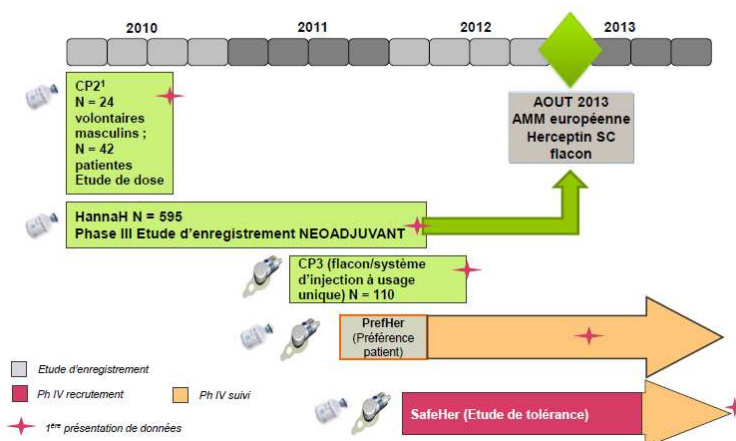 2010 2011 2012 2013
CP2¹
N = 24
volontaires
masculins ;
N = 42
patientes
Etude de dose
AOUT 2013
AMM européenne
Herceptin SC
flacon
HannaH N = 595
Phase III Etude d'enregistrement NEOADJUVANT
CP3 (flacon/système
d'injection à usage
unique) N = 110
PrefHer
(Préférence
patient)
Etude d'enregistrement
Ph IV recrutement Ph IV suivi
SafeHer (Etude de tolérance)
1ère présentation de données